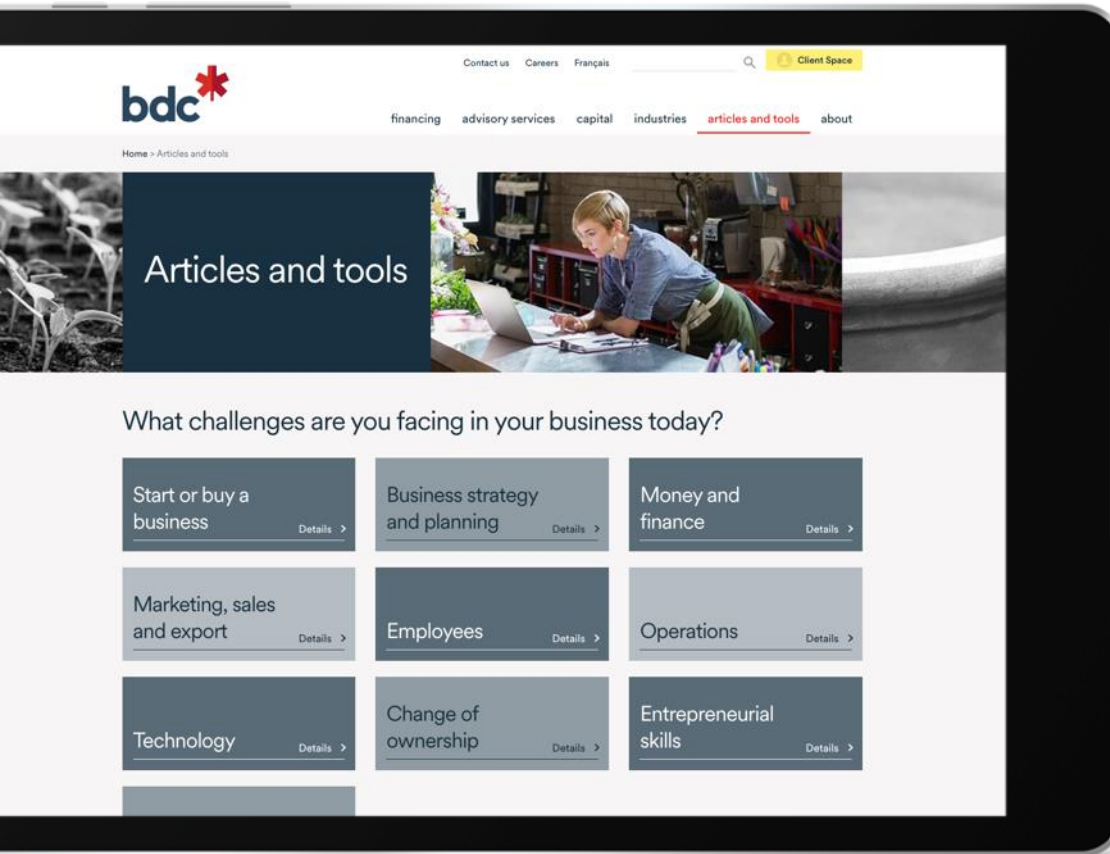 Contact us Careers Français
Client Space
bdc
financing advisory services capital industries articles and tools about
Home > Articles and tools
Articles and tools
What challenges are you facing in your business today?
Start or buy a
business Details >
Business strategy
and planning Details >
Money and
finance Details >
Marketing, sales
and export Details >
Employees Details >
Operations Details >
Technology Details >
Change of
ownership Details >
Entrepreneurial
skills Details >